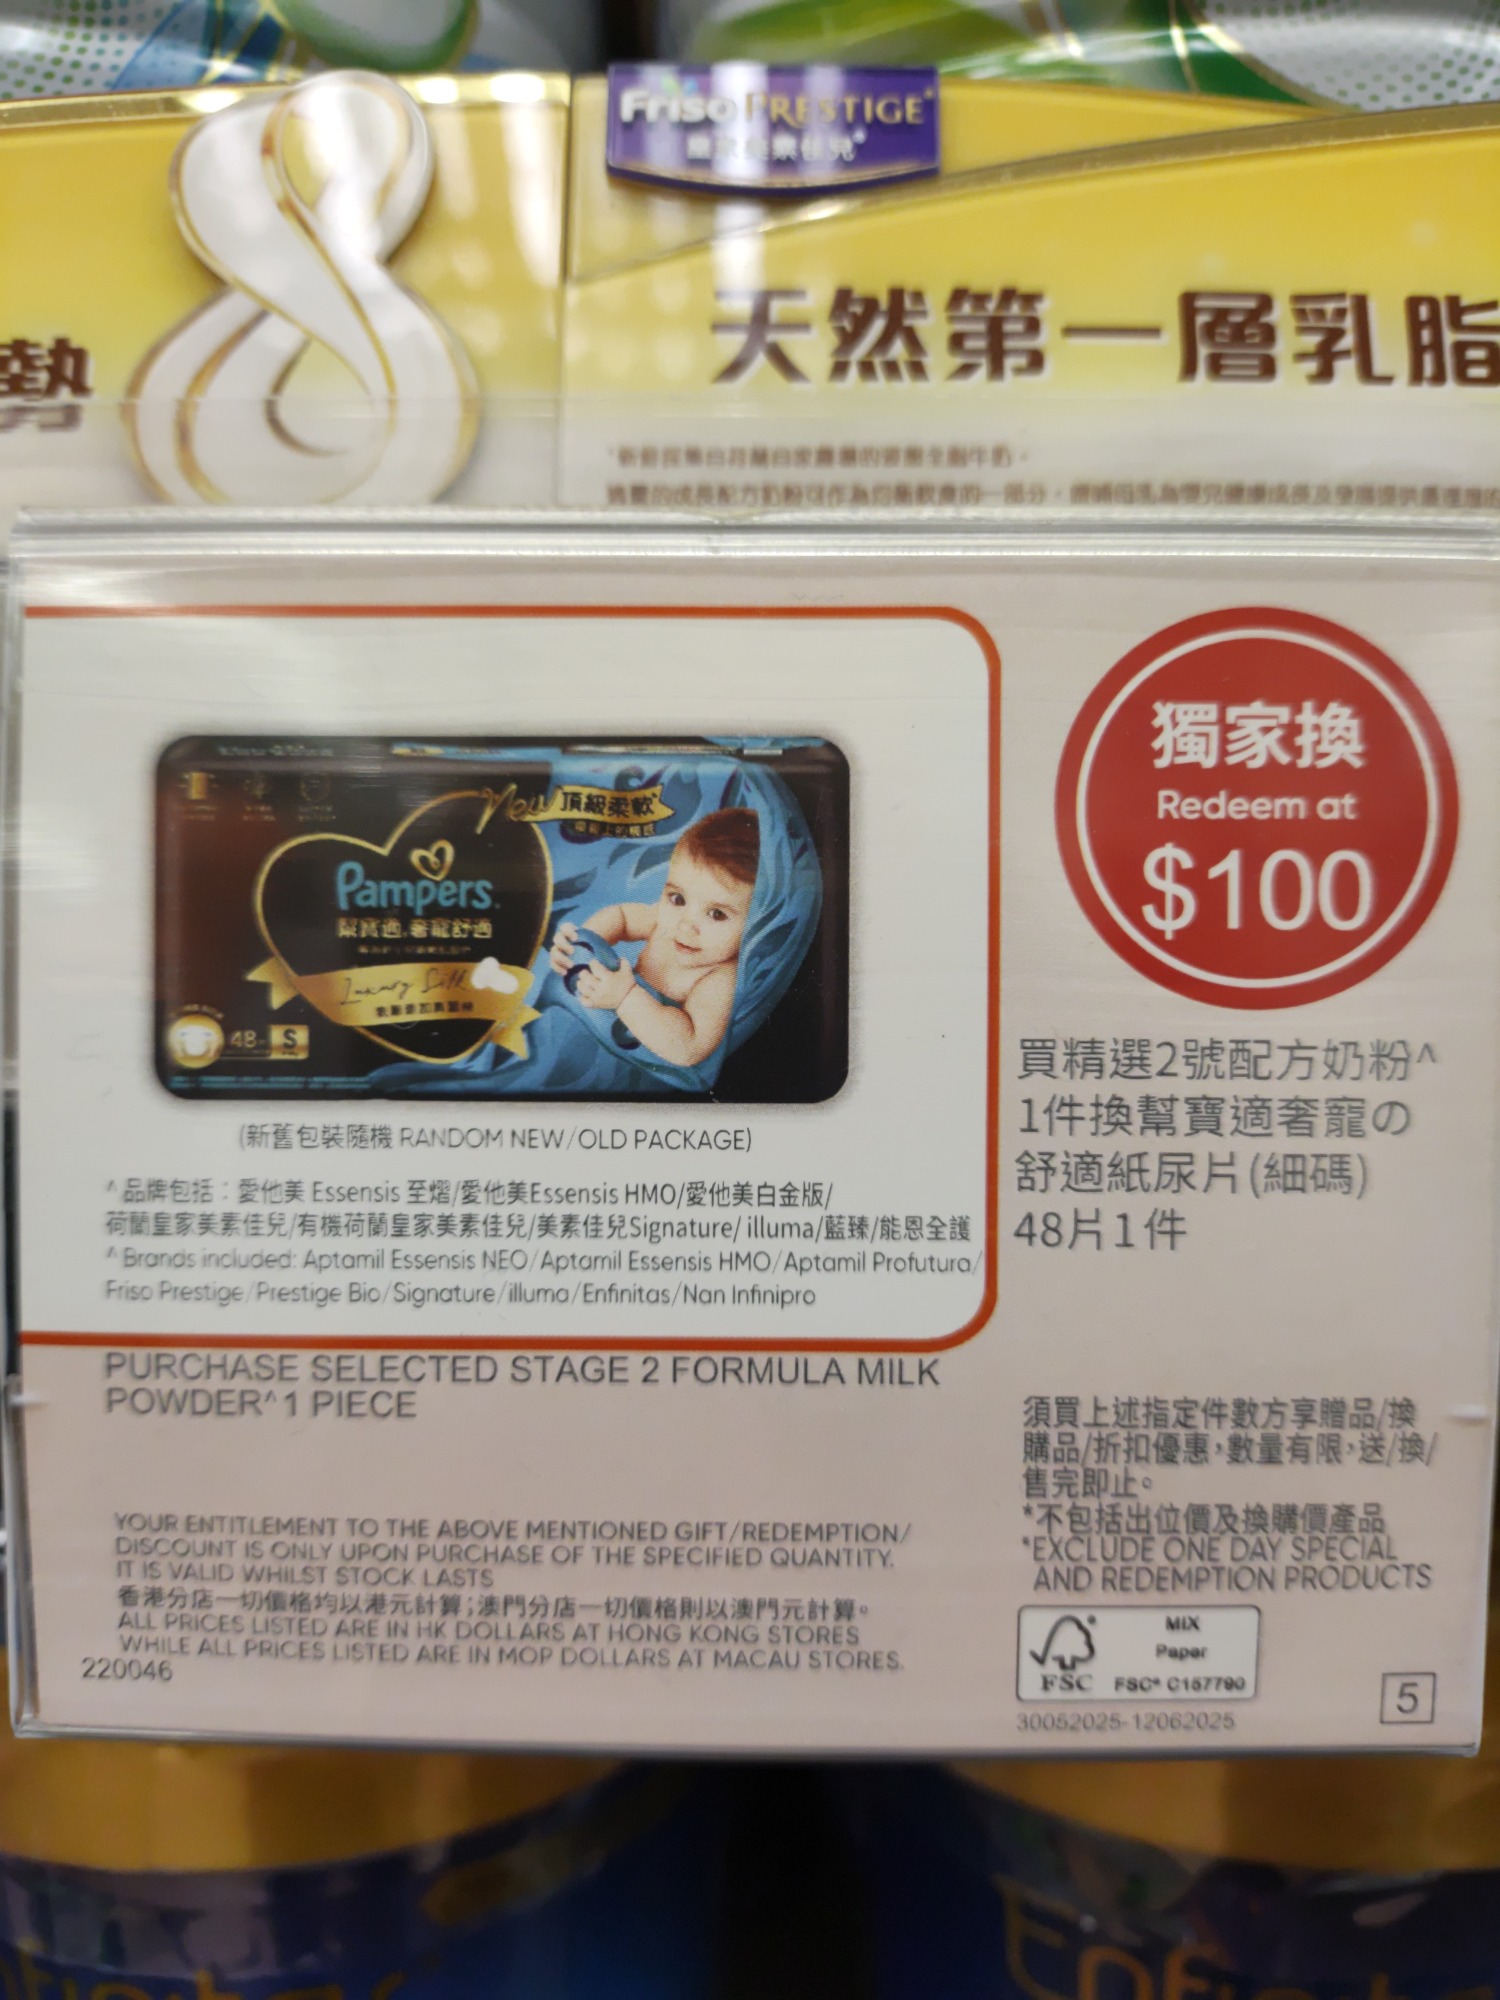 Friso PRESTIGE
勢
天然第一層乳脂
獨家換
Redeem at
$100
New 頂級柔軟
Pampers
幫寶適 奢寵舒適
Luxury Silk
48
S
(新舊包裝隨機 RANDOM NEW/OLD PACKAGE)
^品牌包括：愛他美 Essensis 至熠/愛他美Essensis HMO/愛他美白金版/
荷蘭皇家美素佳兒/有機荷蘭皇家美素佳兒/美素佳兒Signature/ illuma/藍臻/能恩全護
^ Brands included: Aptamil Essensis NEO/Aptamil Essensis HMO/Aptamil Profutura/
Friso Prestige/Prestige Bio/Signature/illuma/Enfinitas/Nan Infinipro
買精選2號配方奶粉^
1件換幫寶適奢寵の
舒適紙尿片(細碼)
48片1件
PURCHASE SELECTED STAGE 2 FORMULA MILK
POWDER^ 1 PIECE
須買上述指定件數方享贈品/換
購品/折扣優惠，數量有限，送/換/
售完即止。
*不包括出位價及換購價產品
*EXCLUDE ONE DAY SPECIAL
AND REDEMPTION PRODUCTS
YOUR ENTITLEMENT TO THE ABOVE MENTIONED GIFT/REDEMPTION/
DISCOUNT IS ONLY UPON PURCHASE OF THE SPECIFIED QUANTITY.
IT IS VALID WHILST STOCK LASTS
香港分店一切價格均以港元計算；澳門分店一切價格則以澳門元計算。
ALL PRICES LISTED ARE IN HK DOLLARS AT HONG KONG STORES
WHILE ALL PRICES LISTED ARE IN MOP DOLLARS AT MACAU STORES.
220046
MIX
Paper
FSC
FSC® C157790
30052025-12062025
5